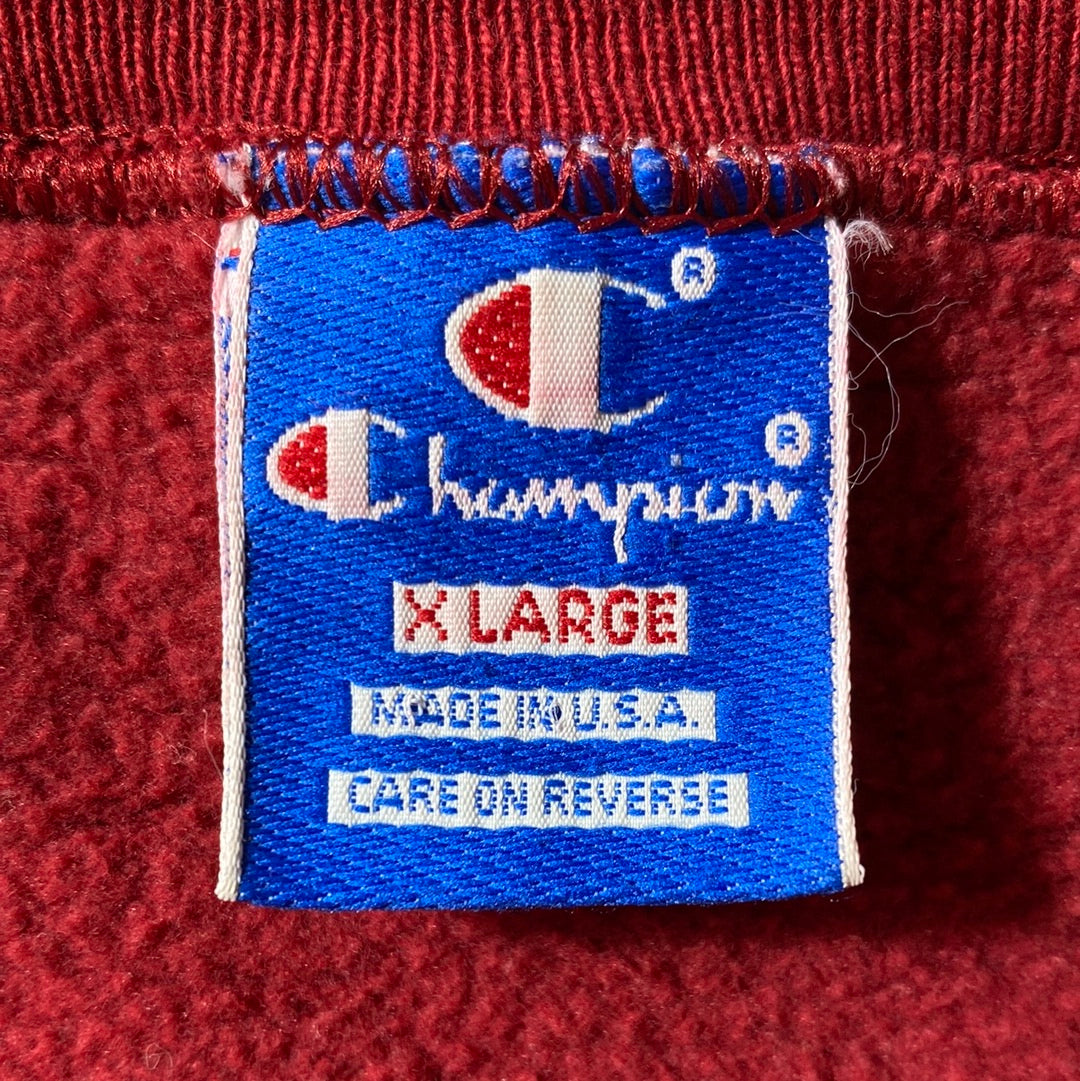 ®
Champion®
X LARGE
MADE IN U.S.A.
CARE ON REVERSE